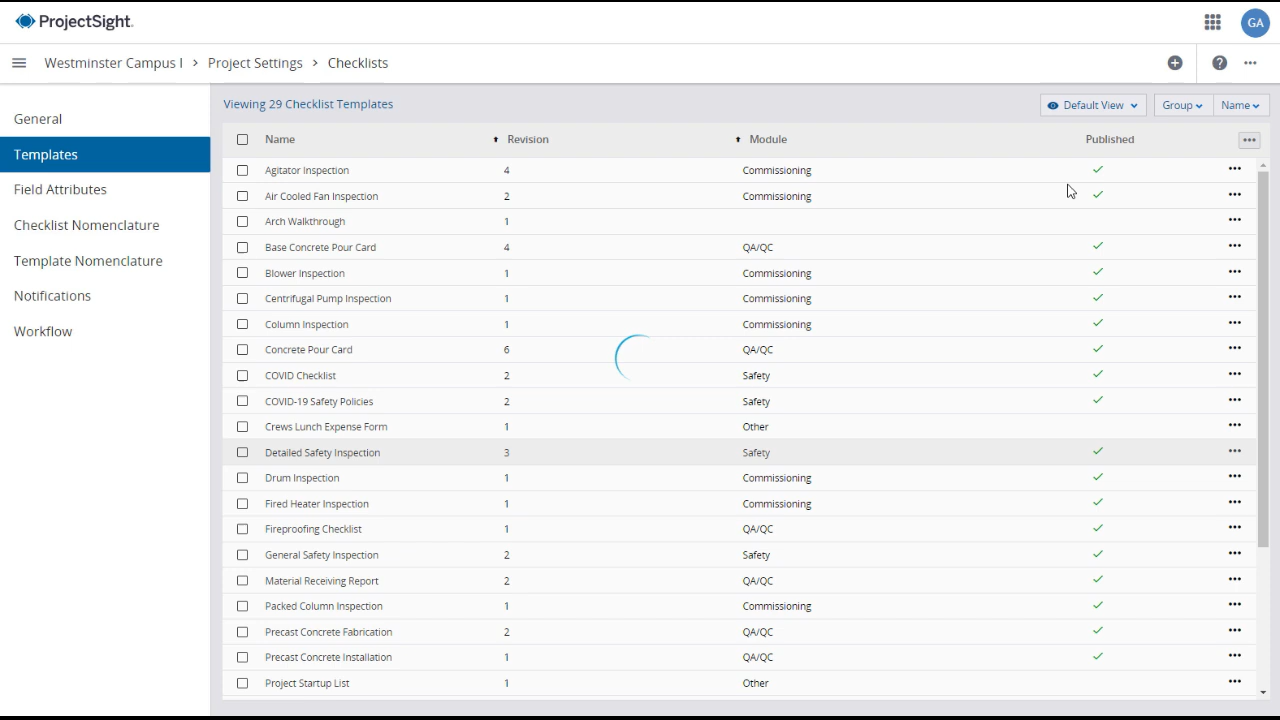 ProjectSight.
GA
Westminster Campus I > Project Settings > Checklists
General
Templates
Field Attributes
Checklist Nomenclature
Template Nomenclature
Notifications
Workflow
Viewing 29 Checklist Templates
Default View Group Name
Name Revision Module Published
Agitator Inspection 4 Commissioning
Air Cooled Fan Inspection 2 Commissioning
Arch Walkthrough 1
Base Concrete Pour Card 4 QA/QC
Blower Inspection 1 Commissioning
Centrifugal Pump Inspection 1 Commissioning
Column Inspection 1 Commissioning
Concrete Pour Card 6 QA/QC
COVID Checklist 2 Safety
COVID-19 Safety Policies 2 Safety
Crews Lunch Expense Form 1 Other
Detailed Safety Inspection 3 Safety
Drum Inspection 1 Commissioning
Fired Heater Inspection 1 Commissioning
Fireproofing Checklist 1 QA/QC
General Safety Inspection 2 Safety
Material Receiving Report 2 QA/QC
Packed Column Inspection 1 Commissioning
Precast Concrete Fabrication 2 QA/QC
Precast Concrete Installation 1 QA/QC
Project Startup List 1 Other